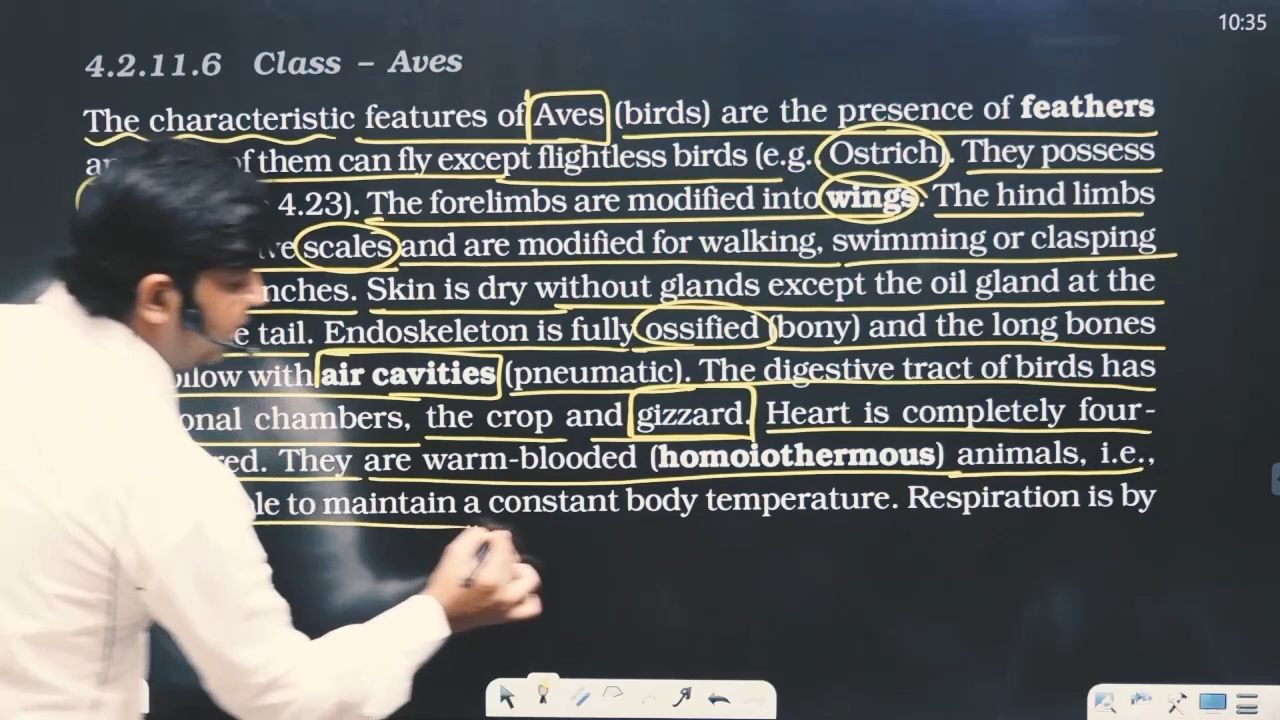 10:35
4.2.11.6 Class – Aves
The characteristic features of Aves (birds) are the presence of feathers
of them can fly except flightless birds (e.g., Ostrich). They possess
4.23). The forelimbs are modified into wings. The hind limbs
scales and are modified for walking, swimming or clasping
Skin is dry without glands except the oil gland at the
tail. Endoskeleton is fully ossified (bony) and the long bones
with air cavities (pneumatic). The digestive tract of birds has
chambers, the crop and gizzard. Heart is completely four-
They are warm-blooded (homoiothermous) animals, i.e.,
to maintain a constant body temperature. Respiration is by